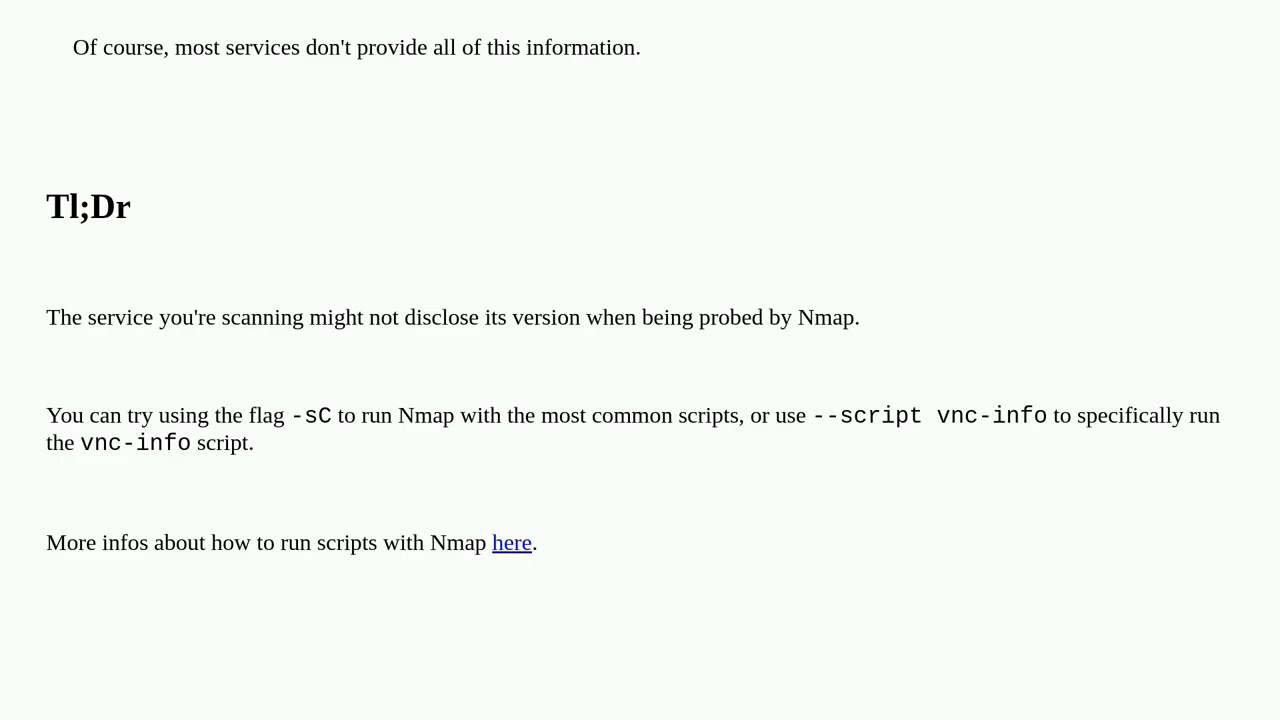 Of course, most services don't provide all of this information.
Tl;Dr
The service you're scanning might not disclose its version when being probed by Nmap.
You can try using the flag -sC to run Nmap with the most common scripts, or use --script vnc-info to specifically run
the vnc-info script.
More infos about how to run scripts with Nmap here.